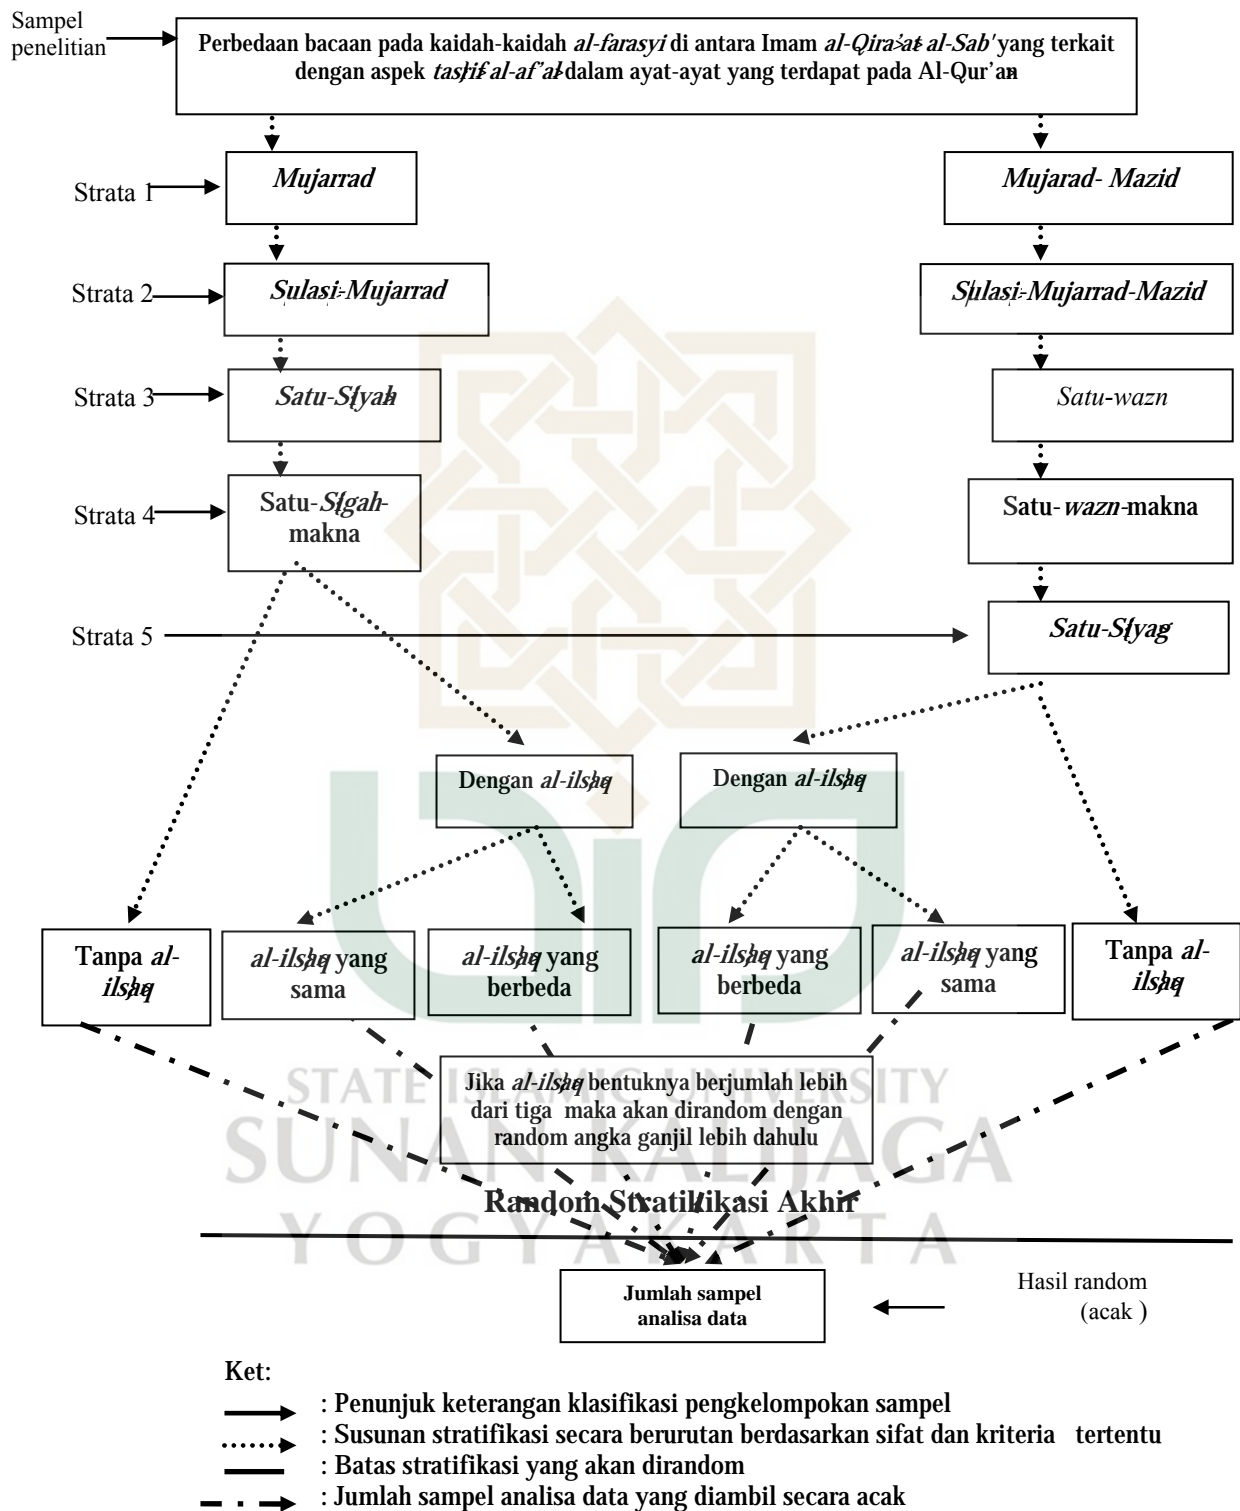 Sampel
penelitian
Perbedaan bacaan pada kaidah-kaidah al-farasyi di antara Imam al-Qira'at al-Sab' yang terkait
dengan aspek tasrif al-af'al dalam ayat-ayat yang terdapat pada Al-Qur'an
Strata 1
Mujarrad
Mujarad- Mazid
Strata 2
Sulasi-Mujarrad
Sulasi-Mujarrad-Mazid
Strata 3
Satu-Siyah
Satu-wazn
Strata 4
Satu-Sigah-
makna
Satu-wazn-makna
Strata 5
Satu-Siyag
Dengan al-ilsaq
Dengan al-ilsaq
Tanpa al-
ilsaq
al-ilsaq yang
sama
al-ilsaq yang
berbeda
al-ilsaq yang
berbeda
al-ilsaq yang
sama
Tanpa al-
ilsaq
Jika al-ilsaq bentuknya berjumlah lebih
dari tiga maka akan dirandom dengan
random angka ganjil lebih dahulu
STATE ISLAMIC UNIVERSITY
SUNAN KALIJAGA
YOGYAKARTA
Random Stratifikasi Akhir
Jumlah sampel
analisa data
Hasil random
(acak )
Ket:
: Penunjuk keterangan klasifikasi pengkelompokan sampel
: Susunan stratifikasi secara berurutan berdasarkan sifat dan kriteria tertentu
: Batas stratifikasi yang akan dirandom
: Jumlah sampel analisa data yang diambil secara acak